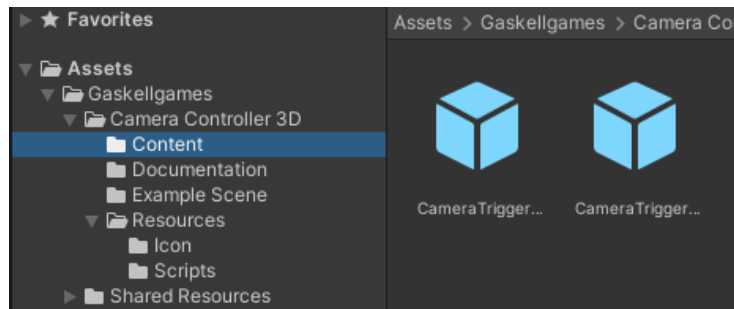 ★ Favorites
Assets
Gaskellgames
Camera Controller 3D
Content
Documentation
Example Scene
Resources
Icon
Scripts
Shared Resources
Assets > Gaskellgames > Camera Co
CameraTrigger...
CameraTrigger...